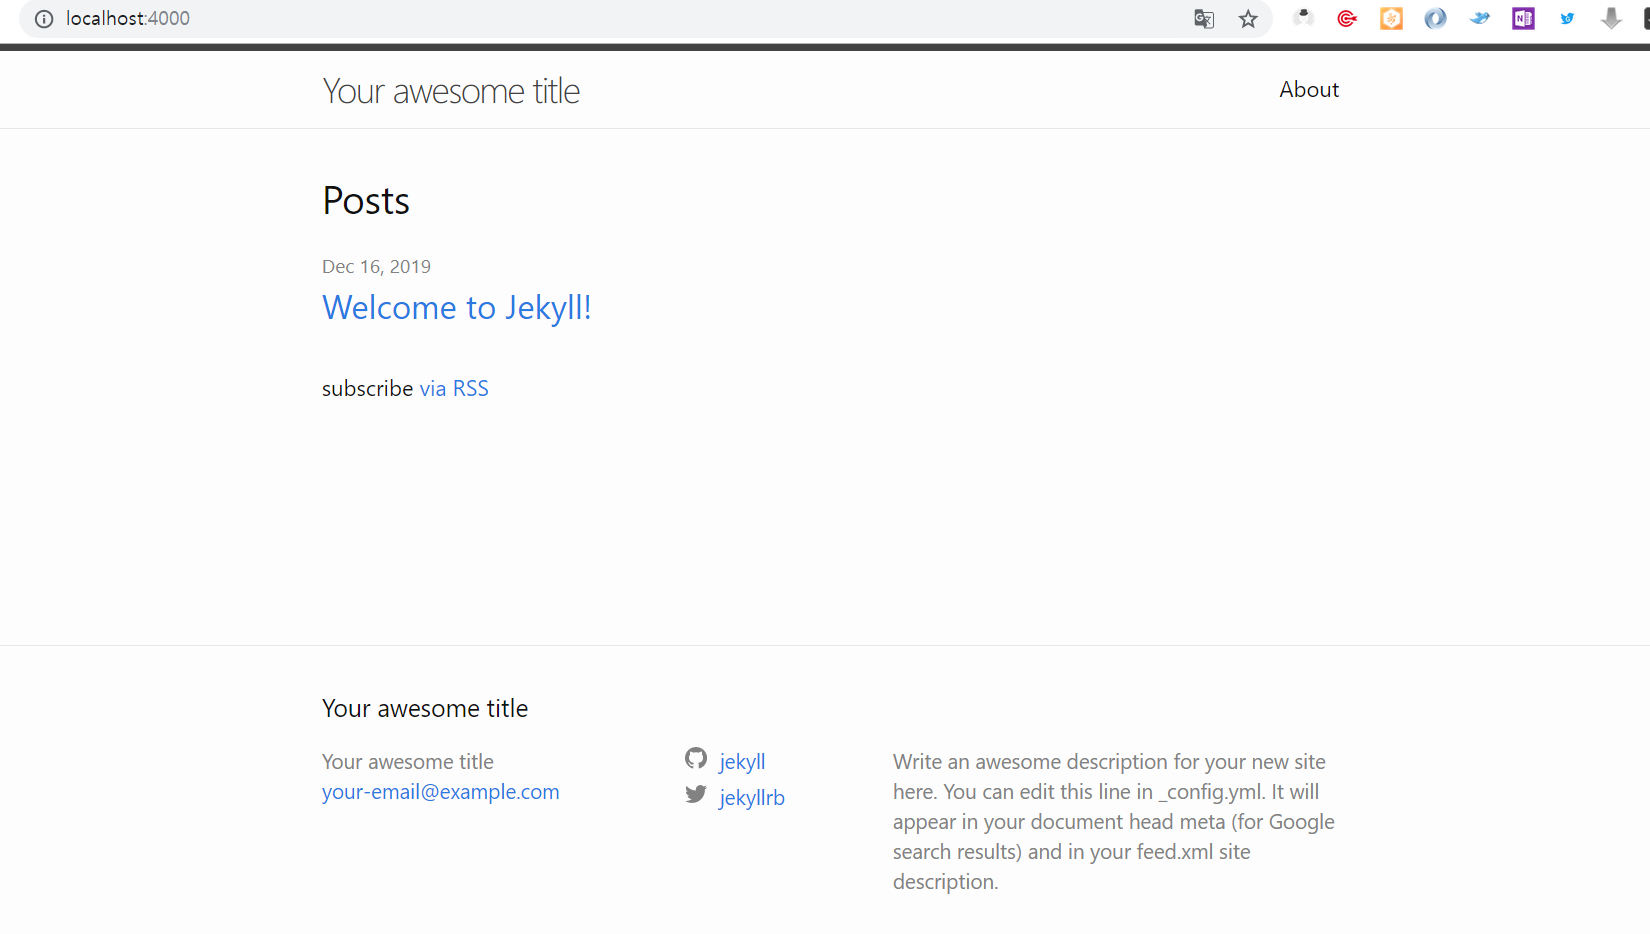 localhost:4000
Your awesome title
About
Posts
Dec 16, 2019
Welcome to Jekyll!
subscribe via RSS
Your awesome title
Your awesome title
your-email@example.com
jekyll
jekyllrb
Write an awesome description for your new site
here. You can edit this line in _config.yml. It will
appear in your document head meta (for Google
search results) and in your feed.xml site
description.